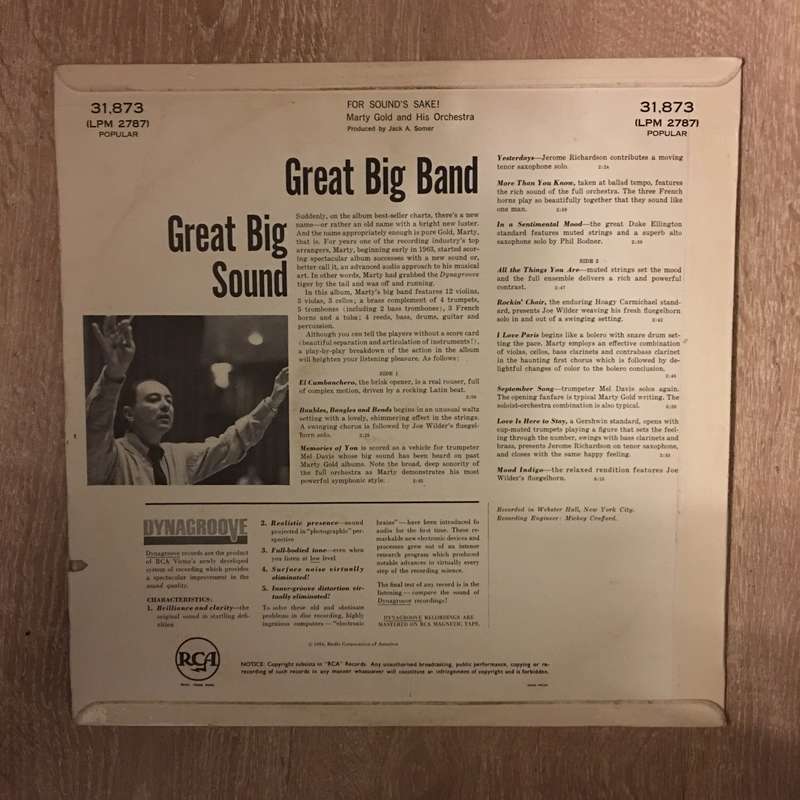 31,873
(LPM 2787)
POPULAR
FOR SOUND'S SAKE!
Marty Gold and His Orchestra
Produced by Jack A. Somer
31,873
(LPM 2787)
POPULAR
Great Big Band
Great Big
Sound
Suddenly, on the album best-seller charts, there's a new
name—or rather an old name with a bright new luster.
And the name appropriately enough is pure Gold, Marty,
that is. For years one of the recording industry's top
arrangers, Marty, beginning early in 1963, started scor-
ing spectacular album successes with a new sound or,
better call it, an advanced audio approach to his musical
art. In other words, Marty had grabbed the Dynagroove
tiger by the tail and was off and running.
In this album, Marty's big band features 12 violins,
3 violas, 3 cellos; a brass complement of 4 trumpets,
5 trombones (including 2 bass trombones), 3 French
horns and a tuba; 4 reeds, bass, drums, guitar and
percussion.
Although you can tell the players without a score card
(beautiful separation and articulation of instruments!),
a play-by-play breakdown of the action in the album
will heighten your listening pleasure. As follows:
SIDE 1
El Cumbanchero, the brisk opener, is a real rouser, full
of complex motion, driven by a rocking Latin beat.
Baubles, Bangles and Beads begins in an unusual waltz
setting with a lovely, shimmering effect in the strings.
A swinging chorus is followed by Joe Wilder's fluegel-
horn solo.
Memories of You is scored as a vehicle for trumpeter
Mel Davis whose big sound has been heard on past
Marty Gold albums. Note the broad, deep sonority of
the full orchestra as Marty demonstrates his most
powerful symphonic style.
Yesterdays—Jerome Richardson contributes a moving
tenor saxophone solo.
More Than You Know, taken at ballad tempo, features
the rich sound of the full orchestra. The three French
horns play so beautifully together that they sound like
one man.
In a Sentimental Mood—the great Duke Ellington
standard features muted strings and a superb alto
saxophone solo by Phil Bodner.
SIDE 2
All the Things You Are—muted strings set the mood
and the full ensemble delivers a rich and powerful
contrast. 2:47
Rockin' Chair, the enduring Hoagy Carmichael stand-
ard, presents Joe Wilder weaving his fresh fluegelhorn
solo in and out of a swinging setting.
I Love Paris begins like a bolero with snare drum set-
ting the pace. Marty employs an effective combination
of violas, cellos, bass clarinets and contrabass clarinet
in the haunting first chorus which is followed by de-
lightful changes of color to the bolero conclusion.
September Song—trumpeter Mel Davis solos again.
The opening fanfare is typical Marty Gold writing. The
soloist-orchestra combination is also typical.
Love Is Here to Stay, a Gershwin standard, opens with
cup-muted trumpets playing a figure that sets the feel-
ing through the number, swings with bass clarinets and
brass, presents Jerome Richardson on tenor saxophone,
and closes with the same happy feeling.
Mood Indigo—the relaxed rendition features Joe
Wilder's fluegelhorn.
Recorded in Webster Hall, New York City.
Recording Engineer: Mickey Crofford.
DYNAGROOVE
Dynagroove records are the product
of RCA Victor's newly developed
system of recording which provides
a spectacular improvement in the
sound quality.
CHARACTERISTICS:
1. Brilliance and clarity—the
original sound in startling defi-
nition
2. Realistic presence—sound
projected in "photographic" per-
spective
3. Full-bodied tone—even when
you listen at low level
4. Surface noise virtually
eliminated!
5. Inner-groove distortion vir-
tually eliminated!
To solve these old and obstinate
problems in disc recording, highly
ingenious computers—"electronic
brains"—have been introduced to
audio for the first time. These re-
markable new electronic devices and
processes grew out of an intense
research program which produced
notable advances in virtually every
step of the recording science.
The final test of any record is in the
listening—compare the sound of
Dynagroove recordings!
DYNAGROOVE RECORDINGS ARE
MASTERED ON RCA MAGNETIC TAPE.
© 1964, Radio Corporation of America
RCA
NOTICE: Copyright subsists in "RCA" Records. Any unauthorised broadcasting, public performance, copying or re-
recording of such records in any manner whatsoever will constitute an infringement of copyright and is forbidden.